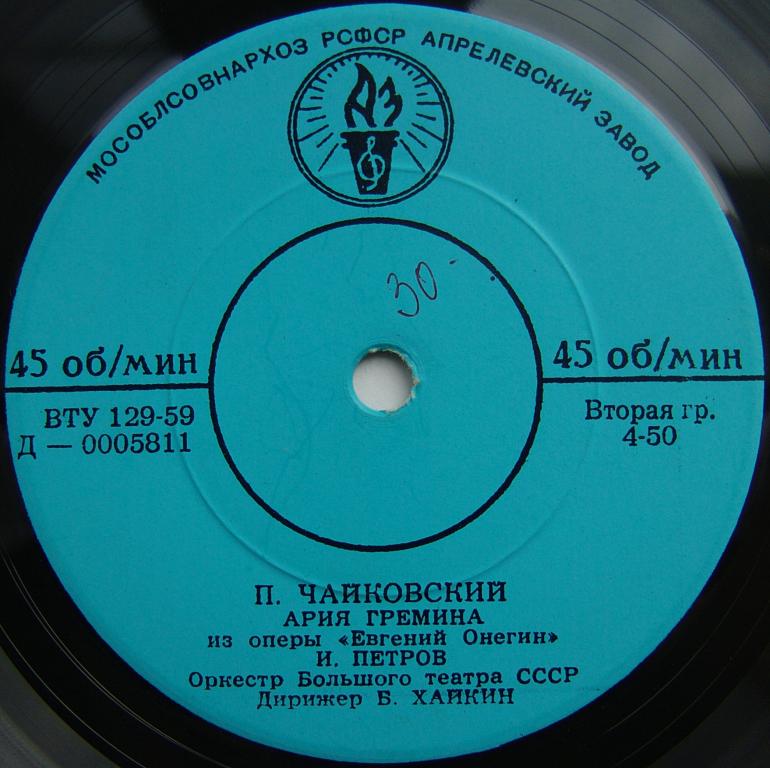 МОСОБЛСОВНАРХОЗ РСФСР АПРЕЛЕВСКИЙ ЗАВОД
АЗ
30
45 об/мин
45 об/мин
ВТУ 129-59
Д — 0005811
Вторая гр.
4-50
П. ЧАЙКОВСКИЙ
АРИЯ ГРЕМИНА
из оперы «Евгений Онегин»
И. ПЕТРОВ
Оркестр Большого театра СССР
Дирижер Б. ХАЙКИН